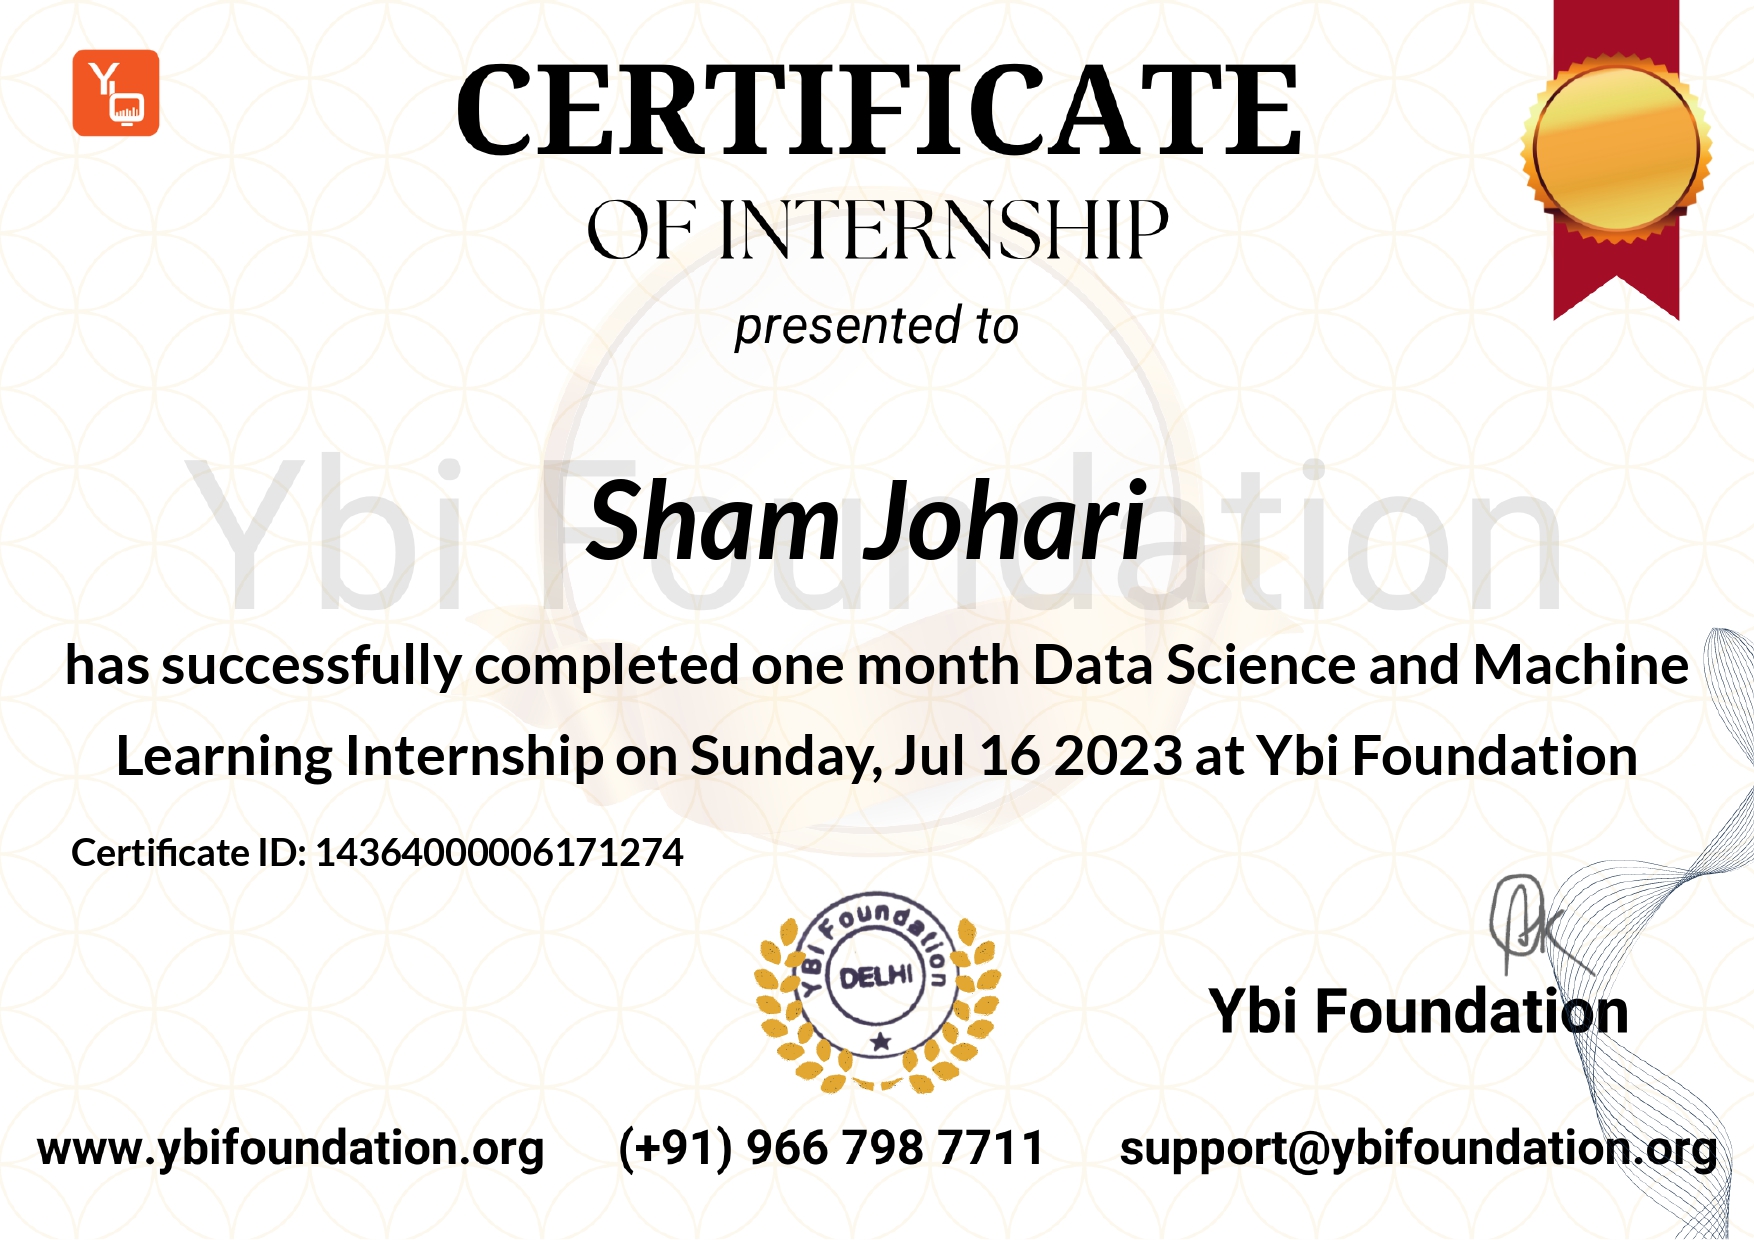 CERTIFICATE
OF INTERNSHIP
presented to
Ybi Foundation
Sham Johari
has successfully completed one month Data Science and Machine
Learning Internship on Sunday, Jul 16 2023 at Ybi Foundation
Certificate ID: 14364000006171274
YBI Foundation
DELHI
Ybi Foundation
www.ybifoundation.org (+91) 966 798 7711 support@ybifoundation.org